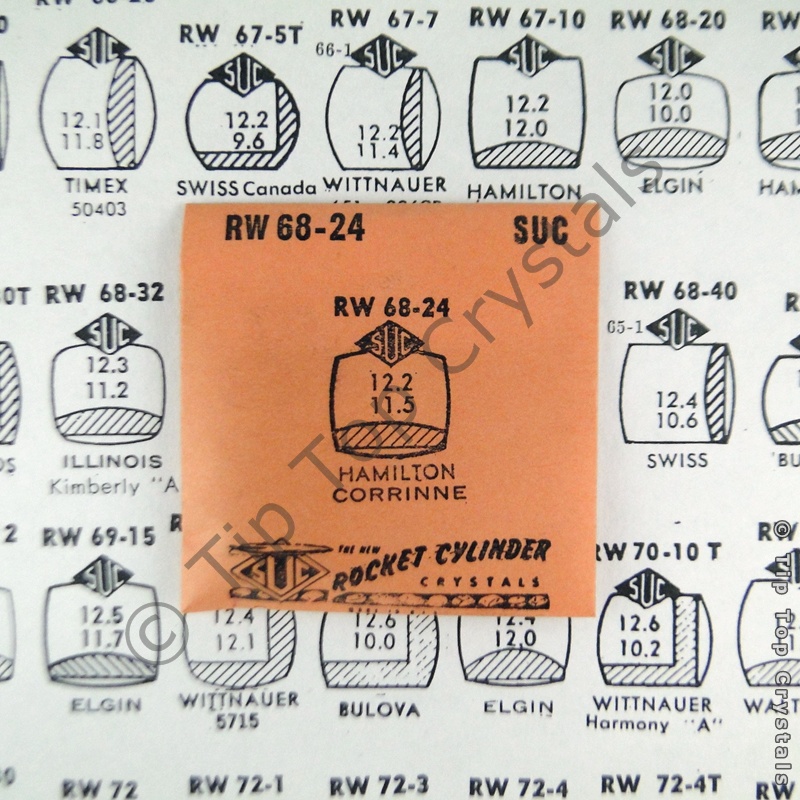 RW 67-5T
RW 67-7
RW 67-10
RW 68-20
RW
SUC
SUC
66-1
SUC
SUC
SUC
12.1
11.8
12.2
9.6
12.2
11.4
12.2
12.0
12.0
10.0
TIMEX
50403
SWISS Canada
WITTNAUER
HAMILTON
ELGIN
HAM
RW 68-24 SUC
RW 68-24
SUC
12.2
11.5
HAMILTON
CORRINNE
THE NEW
ROCKET CYLINDER
CRYSTALS
SUC
0T RW 68-32
SUC
12.3
11.2
ILLINOIS
Kimberly "A
RW 68-40
65-1
SUC
12.4
10.6
SWISS
RW 69-15
SUC
12.5
11.7
ELGIN
12.4
12.1
WITTNAUER
5715
12.6
10.0
BULOVA
12.4
12.0
ELGIN
RW 70-10 T
SUC
12.6
10.2
WITTNAUER
Harmony "A"
RW 72
RW 72-1
RW 72-3
RW 72-4
RW 72-4T
RW
© Tip Top Crystals
© Tip Top Crystals